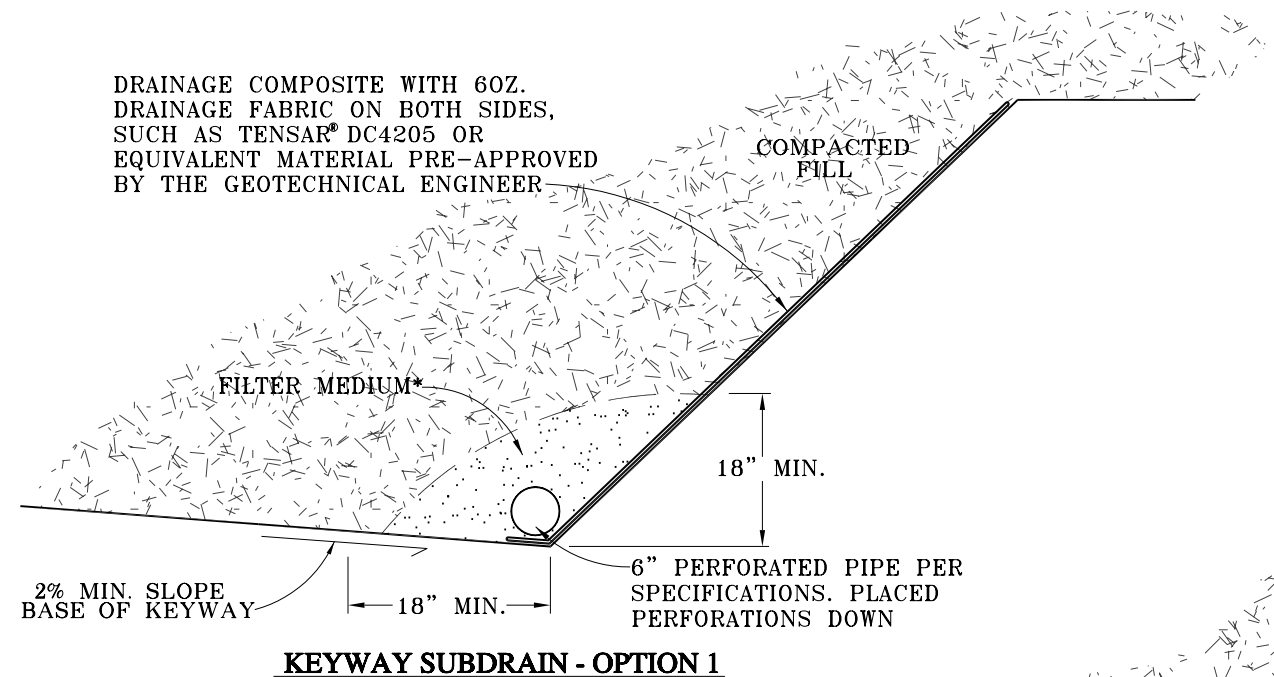 DRAINAGE COMPOSITE WITH 6OZ.
DRAINAGE FABRIC ON BOTH SIDES,
SUCH AS TENSAR® DC4205 OR
EQUIVALENT MATERIAL PRE-APPROVED
BY THE GEOTECHNICAL ENGINEER
COMPACTED
FILL
FILTER MEDIUM*
18” MIN.
6” PERFORATED PIPE PER
SPECIFICATIONS. PLACED
PERFORATIONS DOWN
2% MIN. SLOPE
BASE OF KEYWAY
18” MIN.
KEYWAY SUBDRAIN - OPTION 1